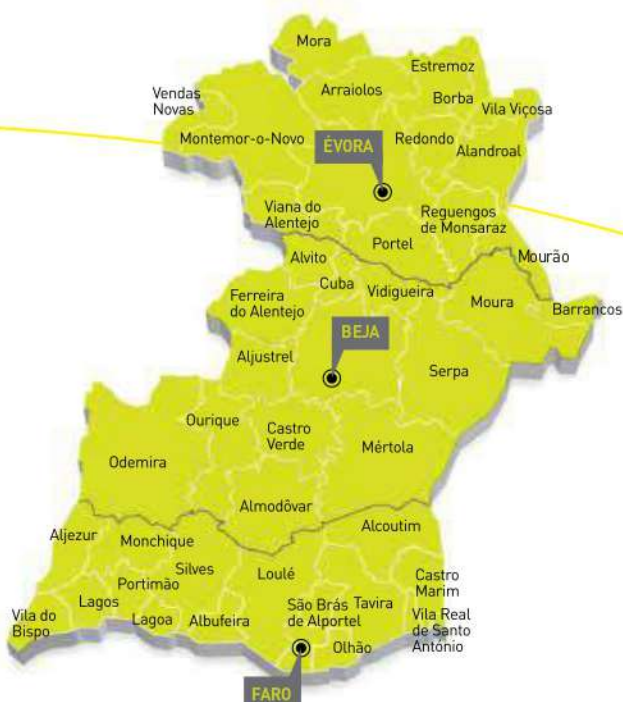 Mora
Estremoz
Arraiolos
Vendas
Novas
Borba
Vila Viçosa
Montemor-o-Novo
ÉVORA
Redondo
Alandroal
Viana do
Alentejo
Reguengos
de Monsaraz
Portel
Mourão
Alvito
Cuba
Vidigueira
Moura
Barrancos
Ferreira
do Alentejo
BEJA
Aljustrel
Serpa
Ourique
Castro
Verde
Mértola
Odemira
Almodôvar
Alcoutim
Aljezur
Monchique
Silves
Loulé
Castro
Marim
Portimão
Lagos
São Brás
de Alportel
Tavira
Vila do
Bispo
Lagoa
Albufeira
Vila Real
de Santo
António
Olhão
FARO